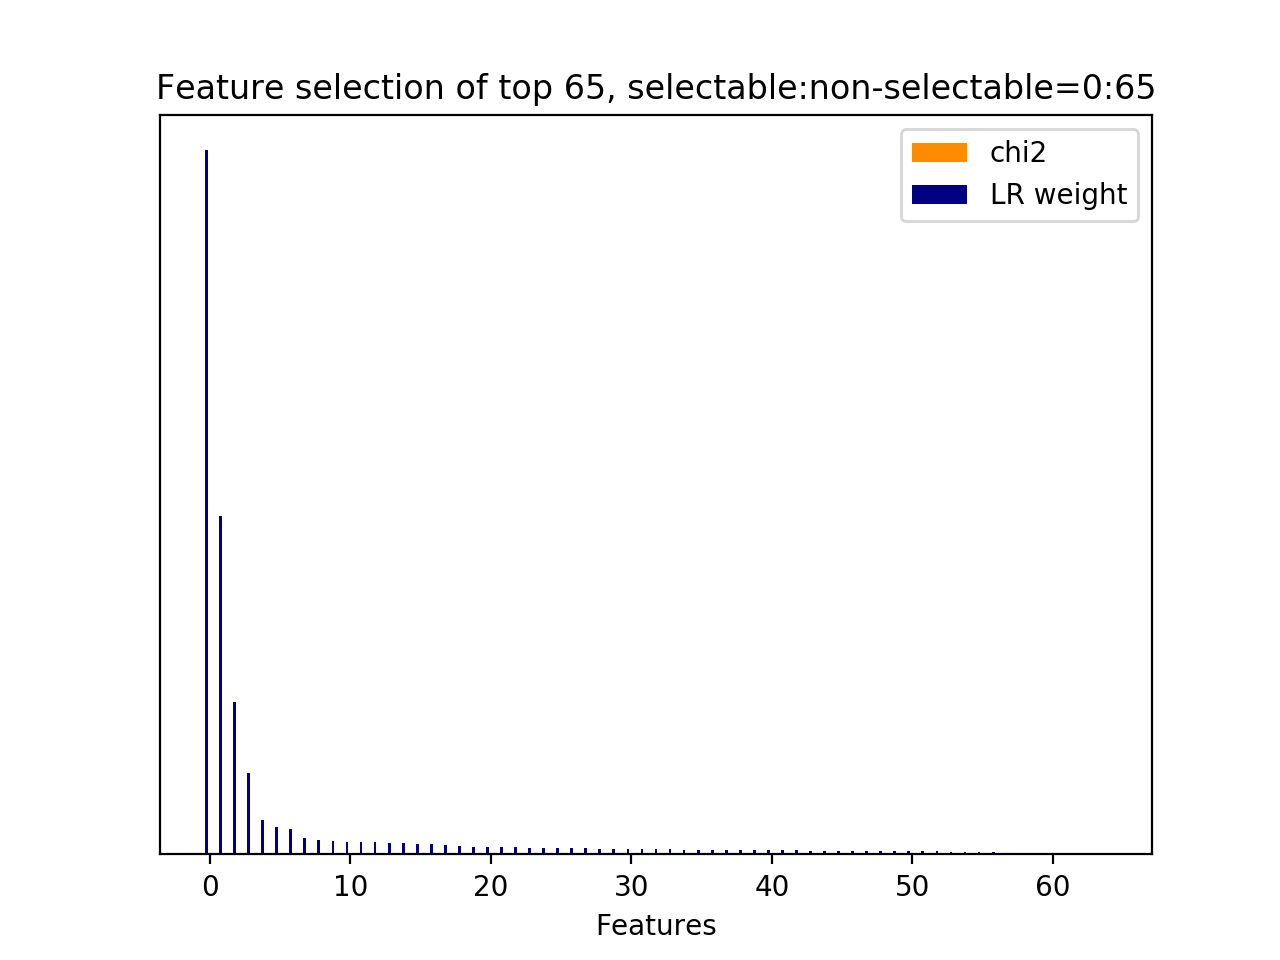 Feature selection of top 65, selectable:non-selectable=0:65
chi2
LR weight
0 10 20 30 40 50 60
Features